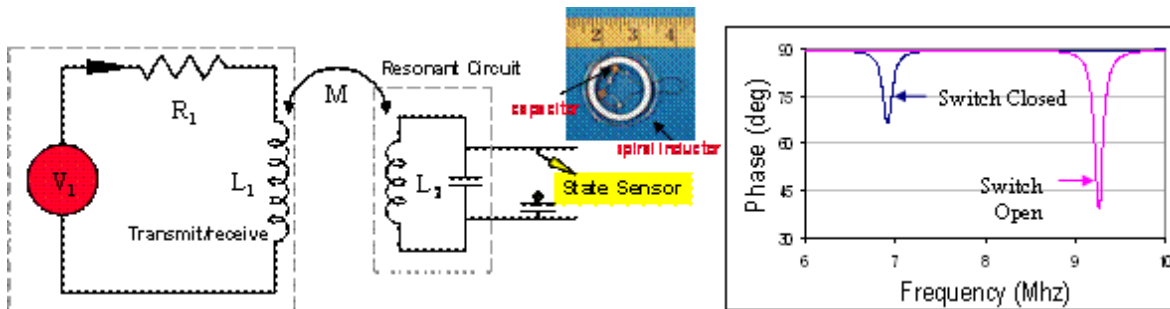 R1
V1
L1
Transmit/receive
M
Resonant Circuit
L2
2 3 4
capacitor
spiral inductor
State Sensor
Phase (deg)
90
75
60
45
30
Switch Closed
Switch
Open
6 7 8 9 10
Frequency (Mhz)